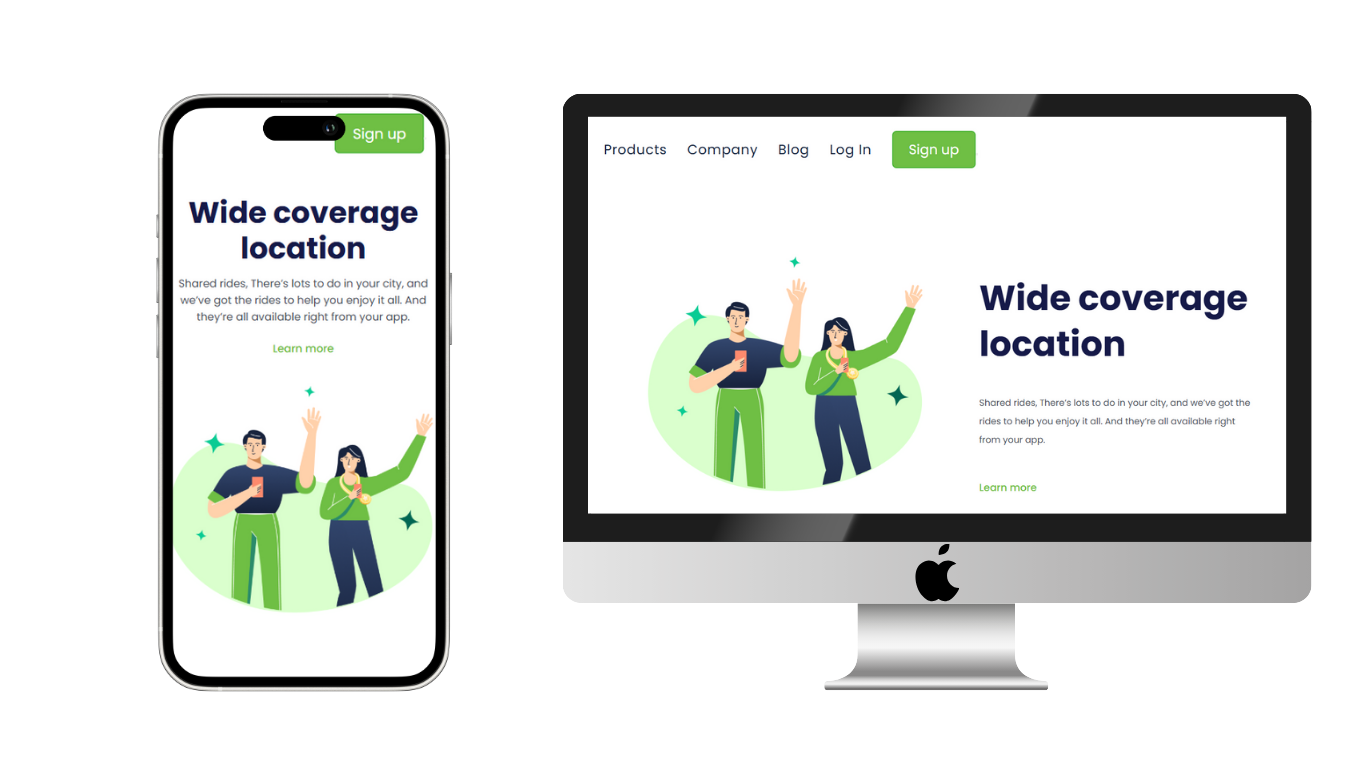 Sign up
Wide coverage
location
Shared rides, There's lots to do in your city, and
we've got the rides to help you enjoy it all. And
they're all available right from your app.
Learn more
Products Company Blog Log In Sign up
Wide coverage
location
Shared rides, There's lots to do in your city, and we've got the
rides to help you enjoy it all. And they're all available right
from your app.
Learn more